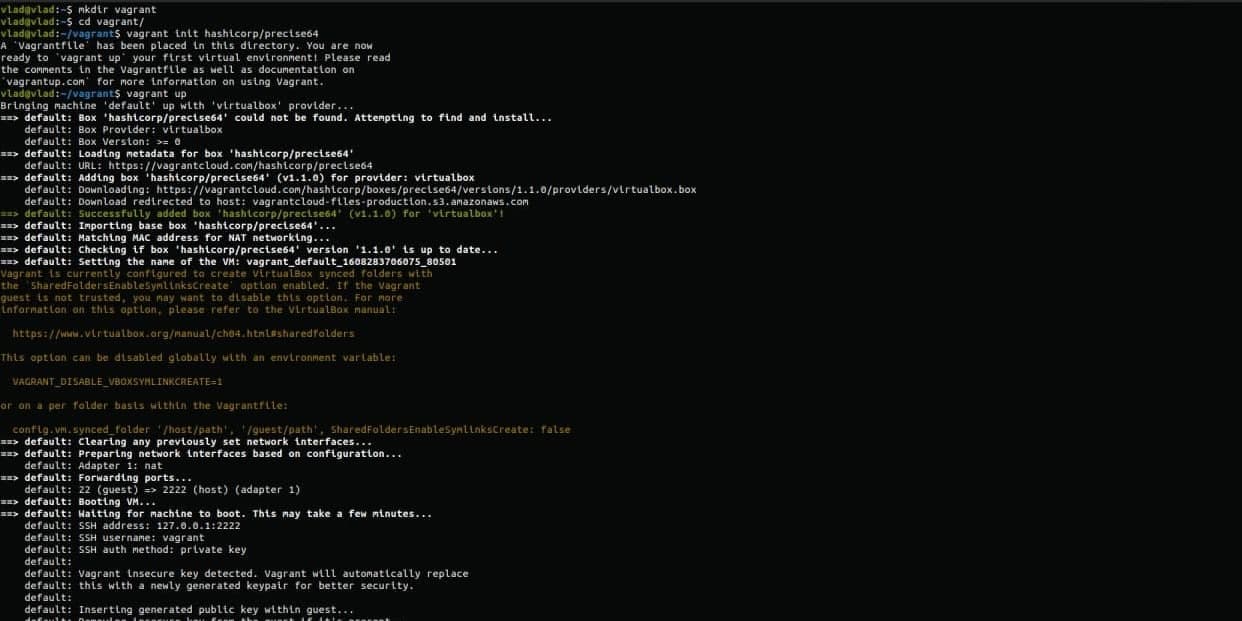 vlad@vlad:~$ mkdir vagrant
vlad@vlad:~$ cd vagrant/
vlad@vlad:~/vagrant$ vagrant init hashicorp/precise64
A `Vagrantfile` has been placed in this directory. You are now
ready to `vagrant up` your first virtual environment! Please read
the comments in the Vagrantfile as well as documentation on
`vagrantup.com` for more information on using Vagrant.
vlad@vlad:~/vagrant$ vagrant up
Bringing machine 'default' up with 'virtualbox' provider...
==> default: Box 'hashicorp/precise64' could not be found. Attempting to find and install...
    default: Box Provider: virtualbox
    default: Box Version: >= 0
==> default: Loading metadata for box 'hashicorp/precise64'
    default: URL: https://vagrantcloud.com/hashicorp/precise64
==> default: Adding box 'hashicorp/precise64' (v1.1.0) for provider: virtualbox
    default: Downloading: https://vagrantcloud.com/hashicorp/boxes/precise64/versions/1.1.0/providers/virtualbox.box
    default: Download redirected to host: vagrantcloud-files-production.s3.amazonaws.com
==> default: Successfully added box 'hashicorp/precise64' (v1.1.0) for 'virtualbox'!
==> default: Importing base box 'hashicorp/precise64'...
==> default: Matching MAC address for NAT networking...
==> default: Checking if box 'hashicorp/precise64' version '1.1.0' is up to date...
==> default: Setting the name of the VM: vagrant_default_1608283706075_80501
Vagrant is currently configured to create VirtualBox synced folders with
the `SharedFoldersEnableSymlinksCreate` option enabled. If the Vagrant
guest is not trusted, you may want to disable this option. For more
information on this option, please refer to the VirtualBox manual:

  https://www.virtualbox.org/manual/ch04.html#sharedfolders

This option can be disabled globally with an environment variable:

  VAGRANT_DISABLE_VBOXSYMLINKCREATE=1

or on a per folder basis within the Vagrantfile:

  config.vm.synced_folder '/host/path', '/guest/path', SharedFoldersEnableSymlinksCreate: false
==> default: Clearing any previously set network interfaces...
==> default: Preparing network interfaces based on configuration...
    default: Adapter 1: nat
==> default: Forwarding ports...
    default: 22 (guest) => 2222 (host) (adapter 1)
==> default: Booting VM...
==> default: Waiting for machine to boot. This may take a few minutes...
    default: SSH address: 127.0.0.1:2222
    default: SSH username: vagrant
    default: SSH auth method: private key
    default:
    default: Vagrant insecure key detected. Vagrant will automatically replace
    default: this with a newly generated keypair for better security.
    default:
    default: Inserting generated public key within guest...
    default: Removing insecure key from the guest if it's present